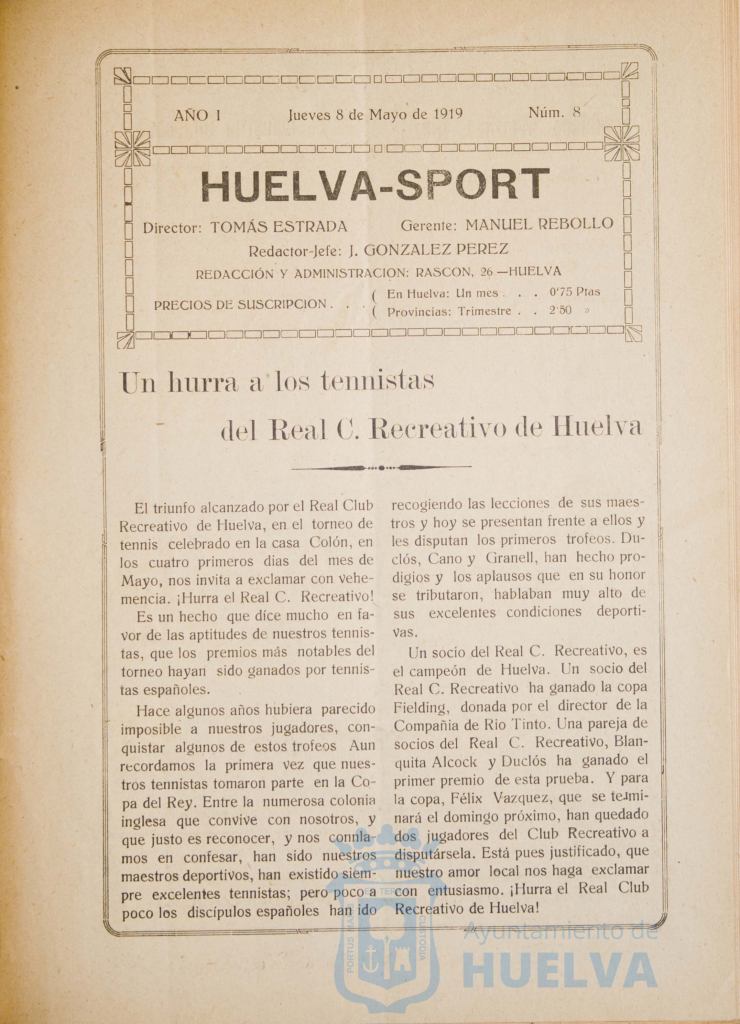 AÑO I
Jueves 8 de Mayo de 1919
Núm. 8
HUELVA-SPORT
Director: TOMÁS ESTRADA
Gerente: MANUEL REBOLLO
Redactor-Jefe: J. GONZALEZ PEREZ
REDACCIÓN Y ADMINISTRACION: RASCON, 26 —HUELVA
PRECIOS DE SUSCRIPCION . . .
( En Huelva: Un mes . . . 0'75 Ptas
( Provincias: Trimestre . . 2'50 »
Un hurra a los tennistas
del Real C. Recreativo de Huelva
El triunfo alcanzado por el Real Club
Recreativo de Huelva, en el torneo de
tennis celebrado en la casa Colón, en
los cuatro primeros dias del mes de
Mayo, nos invita a exclamar con vehe-
mencia. ¡Hurra el Real C. Recreativo!
Es un hecho que díce mucho en fa-
vor de las aptitudes de nuestros tennis-
tas, que los premios más notables del
torneo hayan sido ganados por tennis-
tas españoles.
Hace algunos años hubiera parecido
imposible a nuestros jugadores, con-
quistar algunos de estos trofeos Aun
recordamos la primera vez que nues-
tros tennistas tomaron parte en la Co-
pa del Rey. Entre la numerosa colonia
inglesa que convive con nosotros, y
que justo es reconocer, y nos conıla-
mos en confesar, han sido nuestros
maestros deportivos, han existido siem-
pre excelentes tennistas; pero poco a
poco los discípulos españoles han ido
recogiendo las lecciones de sus maes-
tros y hoy se presentan frente a ellos y
les disputan los primeros trofeos. Du-
clós, Cano y Granell, han hecho pro-
digios y los aplausos que en su honor
se tributaron, hablaban muy alto de
sus excelentes condiciones deporti-
vas.
Un socio del Real C. Recreativo, es
el campeón de Huelva. Un socio del
Real C. Recreativo ha ganado la copa
Fielding, donada por el director de la
Compañia de Rio Tinto. Una pareja de
socios del Real C. Recreativo, Blan-
quita Alcock y Duclós ha ganado el
primer premio de esta prueba. Y para
la copa, Félix Vazquez, que se termi-
nará el domingo próximo, han quedado
dos jugadores del Club Recreativo a
disputársela. Está pues justificado, que
nuestro amor local nos haga exclamar
con entusiasmo. ¡Hurra el Real Club
Recreativo de Huelva!
PORTUS MARIS ET TERRE CUSTODIA
Ayuntamiento de
HUELVA